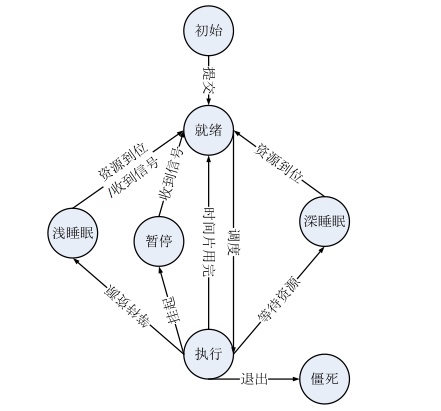 初始
提交
就绪
资源到位
/收到信号
收到信号
资源到位
浅睡眠
暂停
时间片用完
调度
深睡眠
等待资源
挂起
等待资源
执行
退出
僵死